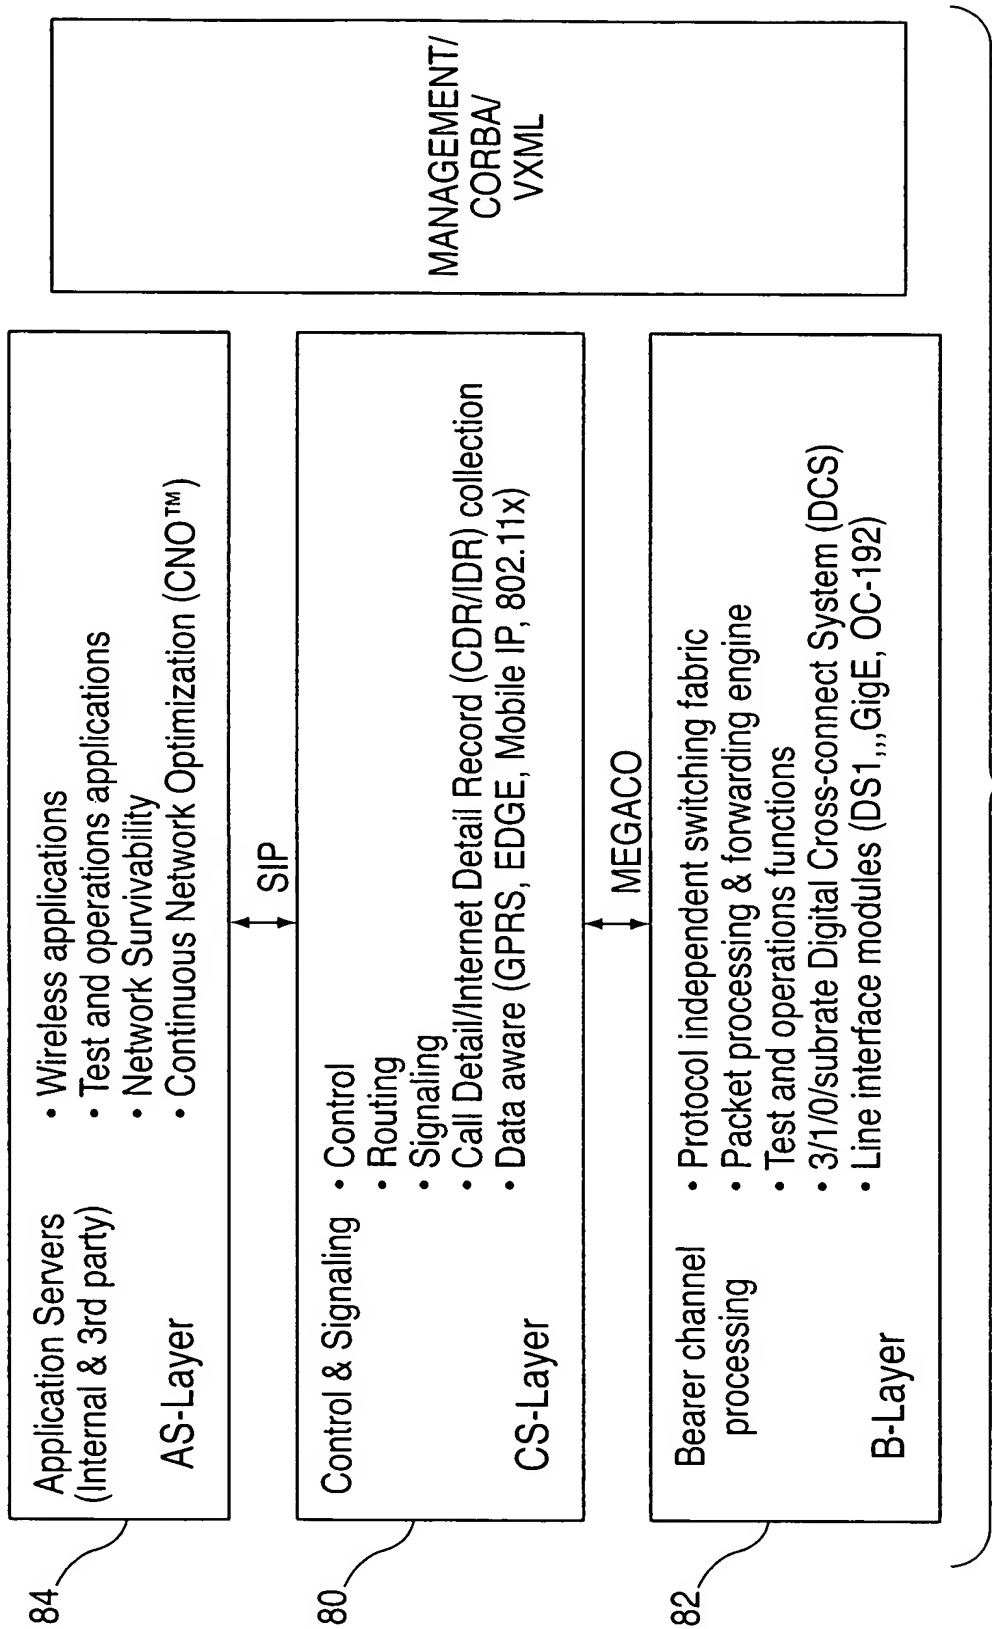 84
Application Servers
(Internal & 3rd party)
AS-Layer
• Wireless applications
• Test and operations applications
• Network Survivability
• Continuous Network Optimization (CNO™)
SIP
80
Control & Signaling
CS-Layer
• Control
• Routing
• Signaling
• Call Detail/Internet Detail Record (CDR/IDR) collection
• Data aware (GPRS, EDGE, Mobile IP, 802.11x)
MEGACO
82
Bearer channel
processing
B-Layer
• Protocol independent switching fabric
• Packet processing & forwarding engine
• Test and operations functions
• 3/1/0/subrate Digital Cross-connect System (DCS)
• Line interface modules (DS1,,,GigE, OC-192)
MANAGEMENT/
CORBA/
VXML